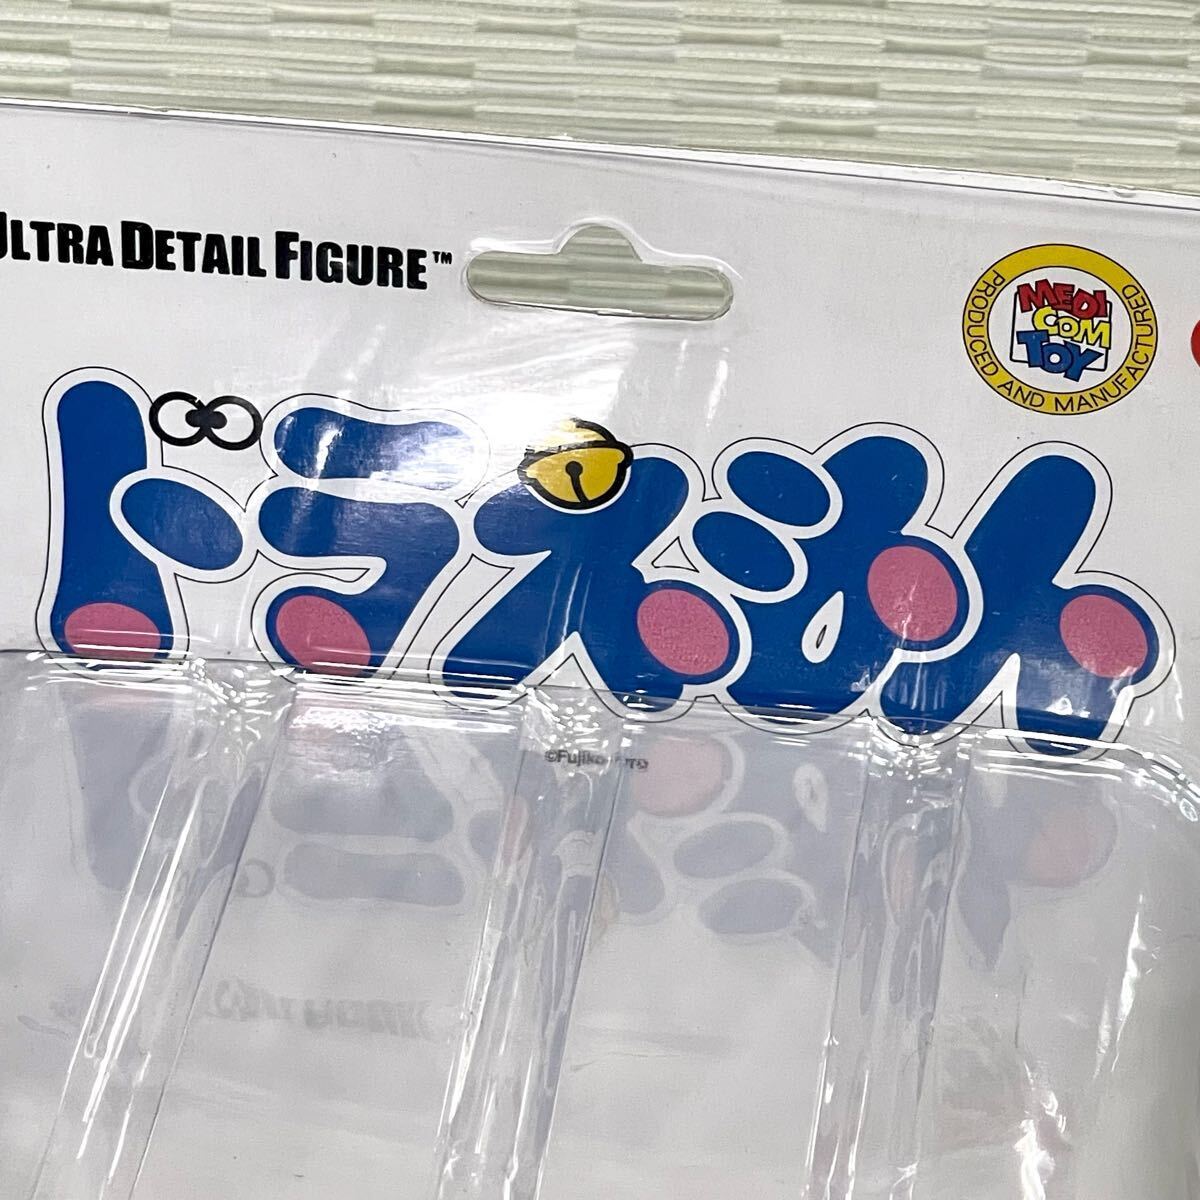 ULTRA DETAIL FIGURE™
MEDI
COM
TOY
PRODUCED AND MANUFACTURED
ドラえもん
©Fujiko